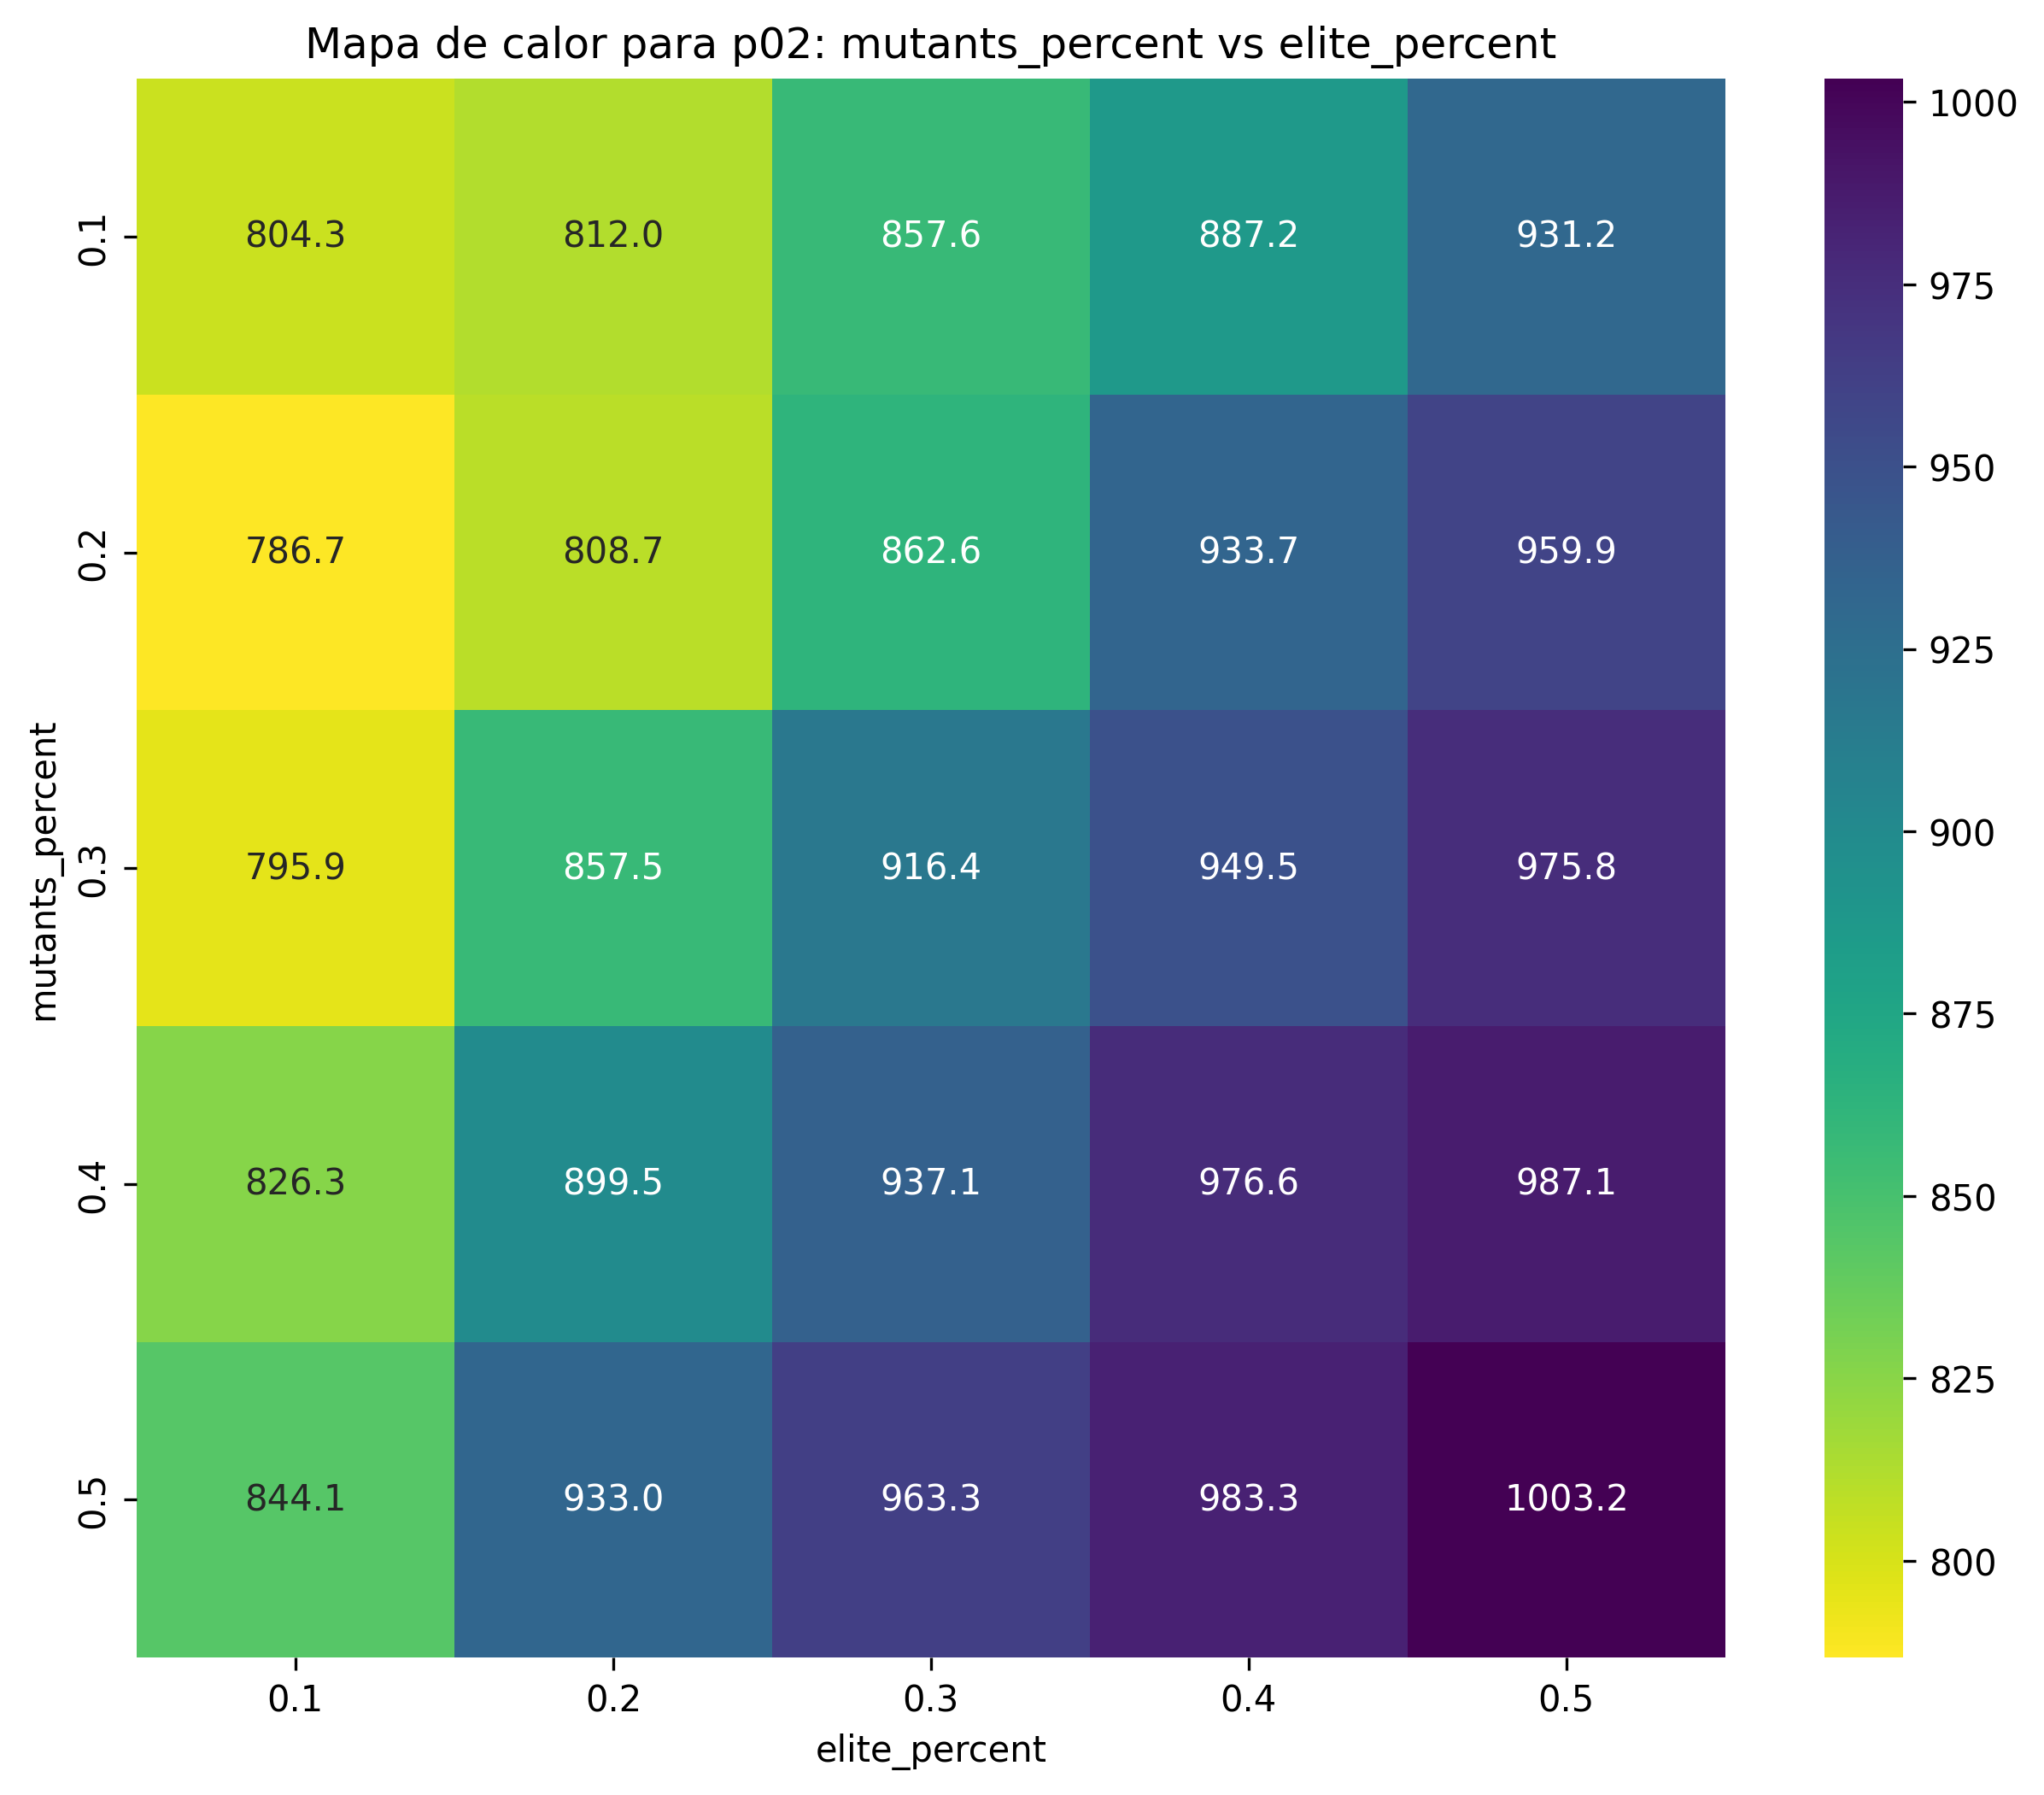 Mapa de calor para p02: mutants_percent vs elite_percent
mutants_percent
0.1
804.3 812.0 857.6 887.2 931.2
0.2
786.7 808.7 862.6 933.7 959.9
0.3
795.9 857.5 916.4 949.5 975.8
0.4
826.3 899.5 937.1 976.6 987.1
0.5
844.1 933.0 963.3 983.3 1003.2
0.1 0.2 0.3 0.4 0.5
elite_percent
1000
975
950
925
900
875
850
825
800